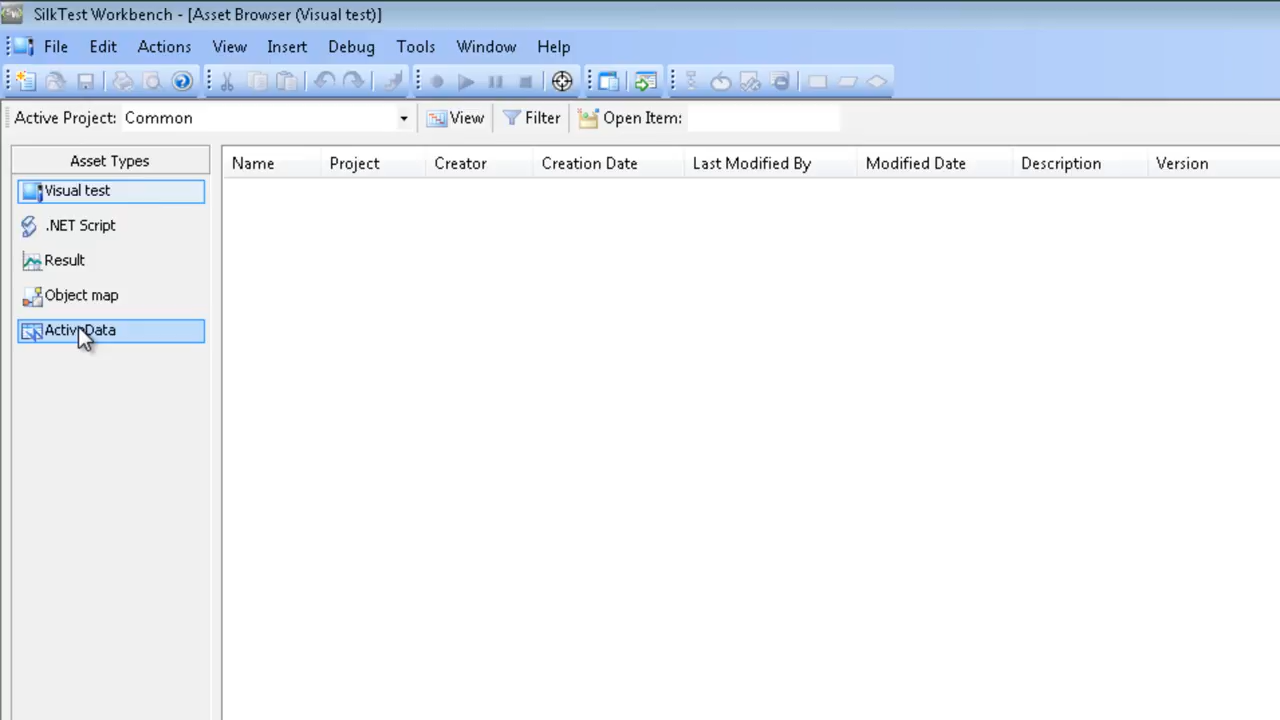 SilkTest Workbench - [Asset Browser (Visual test)]
File Edit Actions View Insert Debug Tools Window Help
Active Project: Common View Filter Open Item:
Asset Types
Name Project Creator Creation Date Last Modified By Modified Date Description Version
Visual test
.NET Script
Result
Object map
ActiveData